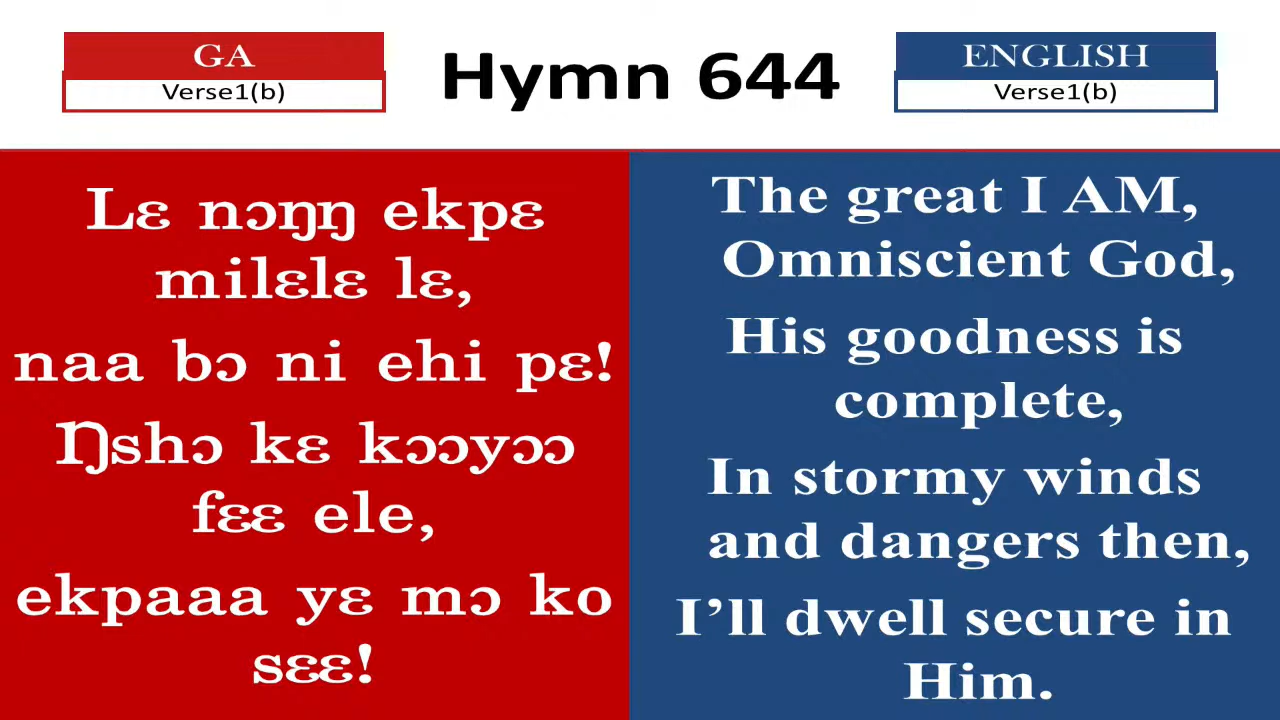 GA
Verse1(b)
Hymn 644
ENGLISH
Verse1(b)
Lɛ nɔŋŋ ekpɛ
milɛlɛ lɛ,
naa bɔ ni ehi pɛ!
Ŋshɔ kɛ kɔɔyɔɔ
fɛɛ ele,
ekpaaa yɛ mɔ ko
sɛɛ!
The great I AM,
Omniscient God,
His goodness is
complete,
In stormy winds
and dangers then,
I’ll dwell secure in
Him.